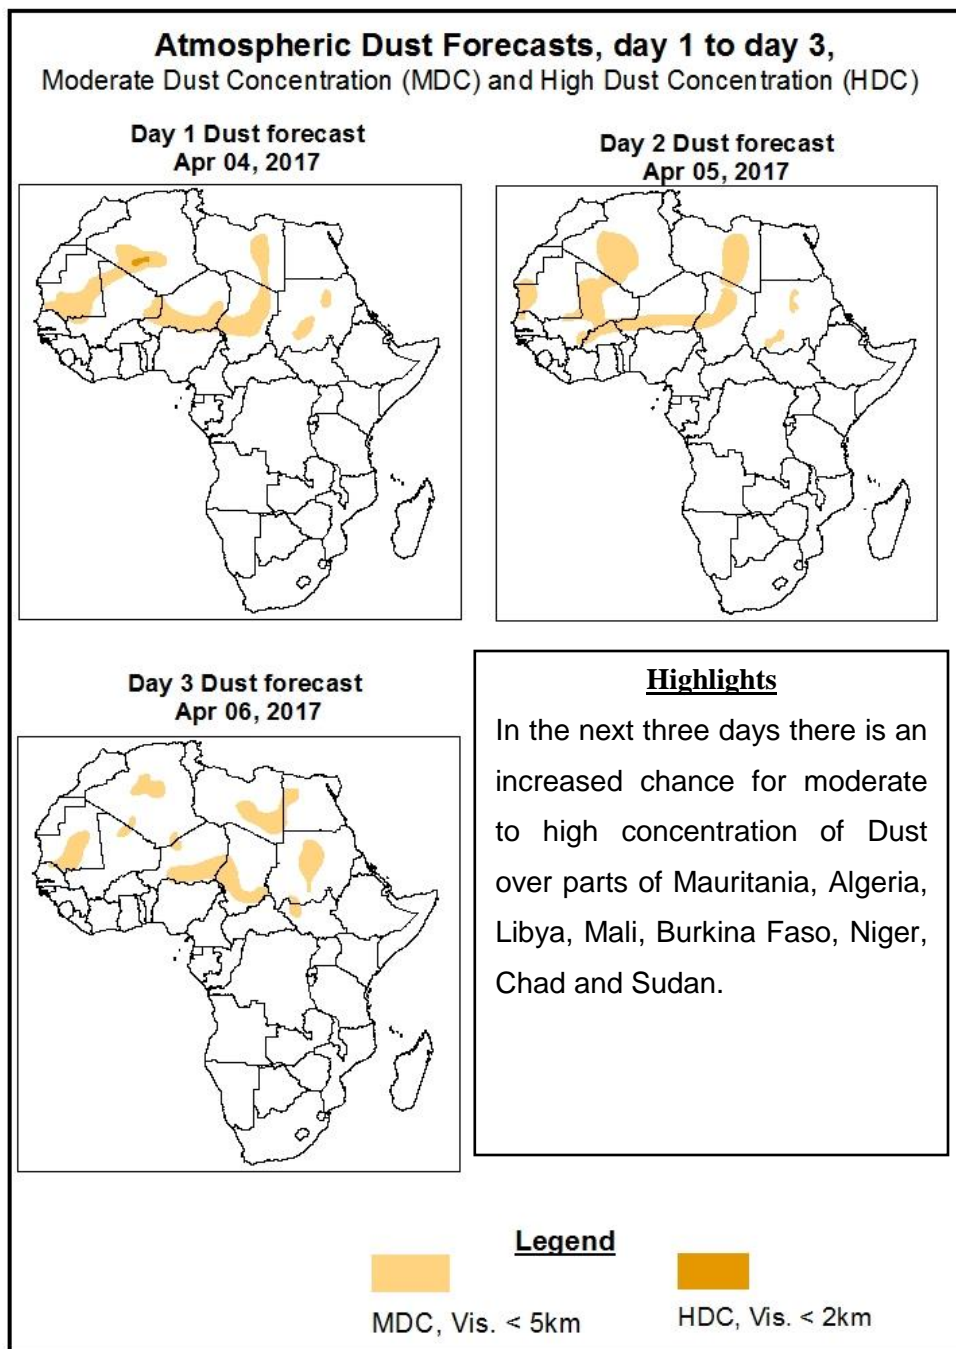 Atmospheric Dust Forecasts, day 1 to day 3,
Moderate Dust Concentration (MDC) and High Dust Concentration (HDC)
Day 1 Dust forecast
Apr 04, 2017
Day 2 Dust forecast
Apr 05, 2017
Day 3 Dust forecast
Apr 06, 2017
Highlights
In the next three days there is an
increased chance for moderate
to high concentration of Dust
over parts of Mauritania, Algeria,
Libya, Mali, Burkina Faso, Niger,
Chad and Sudan.
Legend
MDC, Vis. < 5km
HDC, Vis. < 2km